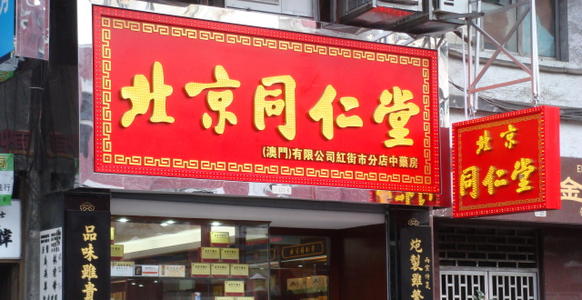 北京同仁堂
(澳門)有限公司紅街市分店中藥房
北京
同仁堂
品味雖貴
炮製雖繁
金